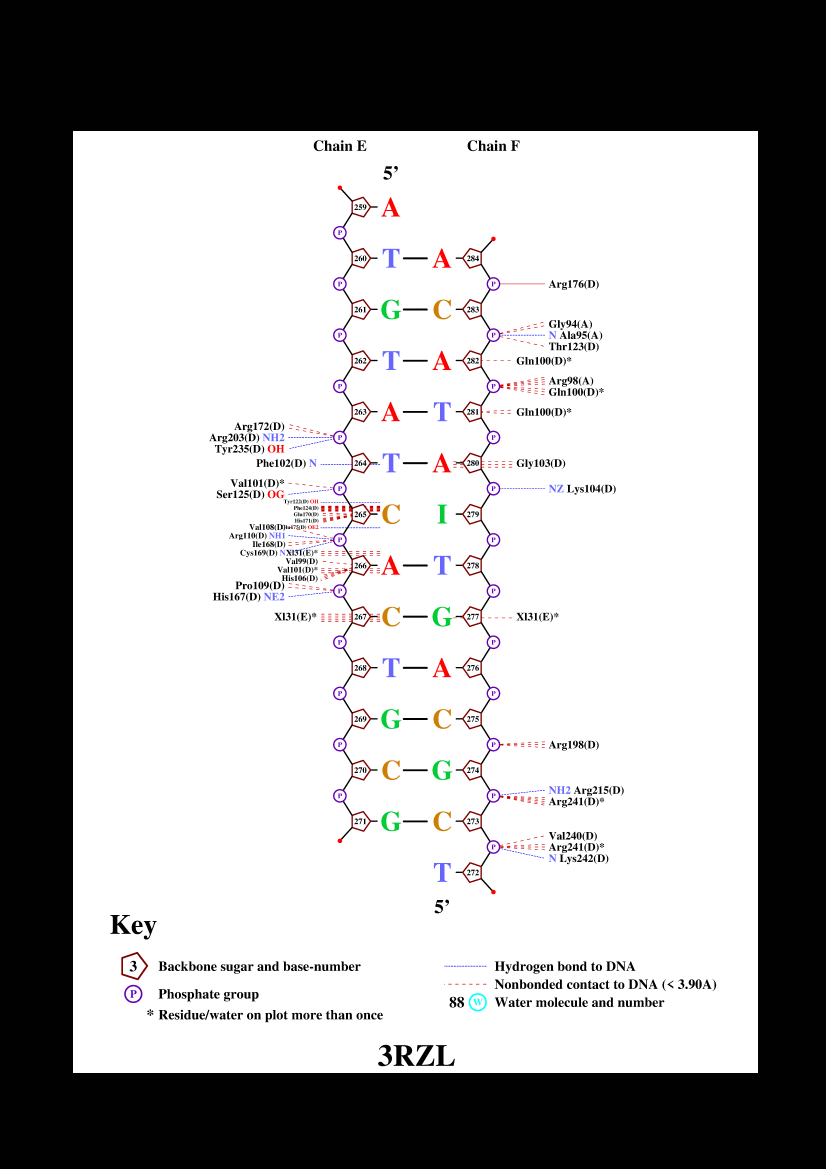 Chain E Chain F
5’
259 A
P
260 T A 284
P P Arg176(D)
261 G C 283
Gly94(A)
P P N Ala95(A)
Thr123(D)
262 T A 282 Gln100(D)*
Arg98(A)
P P Gln100(D)*
263 A T 281 Gln100(D)*
Arg172(D)
Arg203(D) NH2 P P
Tyr235(D) OH
Phe102(D) N 264 T A 280 Gly103(D)
Val101(D)*
Ser125(D) OG P P NZ Lys104(D)
Tyr122(D) OH
Phe124(D)
Gln170(D) 265 C I 279
His171(D)
Val108(D)
Arg110(D) NH1 P P
Ile168(D)
Cys169(D) N Xl31(E)*
Val99(D) 266 A T 278
Val101(D)*
His106(D)
Pro109(D)
His167(D) NE2 P P
Xl31(E)* 267 C G 277 Xl31(E)*
P P
268 T A 276
P P
269 G C 275
P P Arg198(D)
270 C G 274
NH2 Arg215(D)
P P Arg241(D)*
271 G C 273
Val240(D)
P Arg241(D)*
N Lys242(D)
T 272
5’
Key
3 Backbone sugar and base-number
P Phosphate group
* Residue/water on plot more than once
Hydrogen bond to DNA
Nonbonded contact to DNA (< 3.90A)
88 W Water molecule and number
3RZL